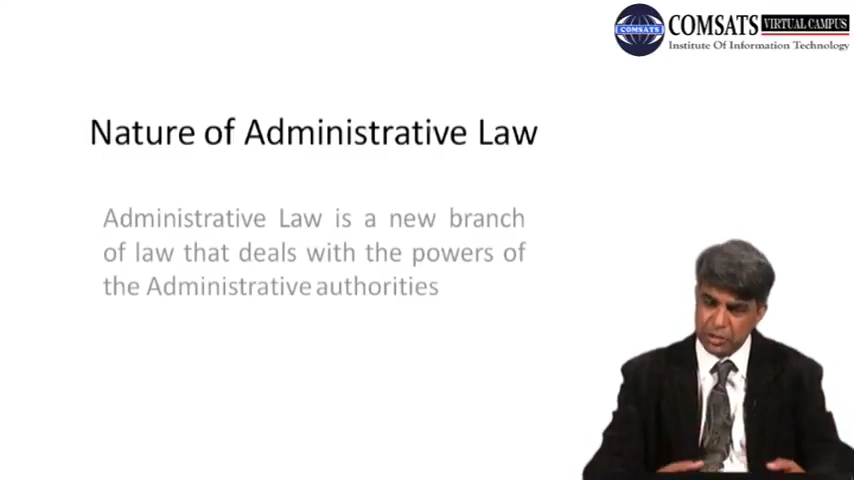 COMSATS
COMSATS VIRTUAL CAMPUS
Institute Of Information Technology
Nature of Administrative Law
Administrative Law is a new branch
of law that deals with the powers of
the Administrative authorities